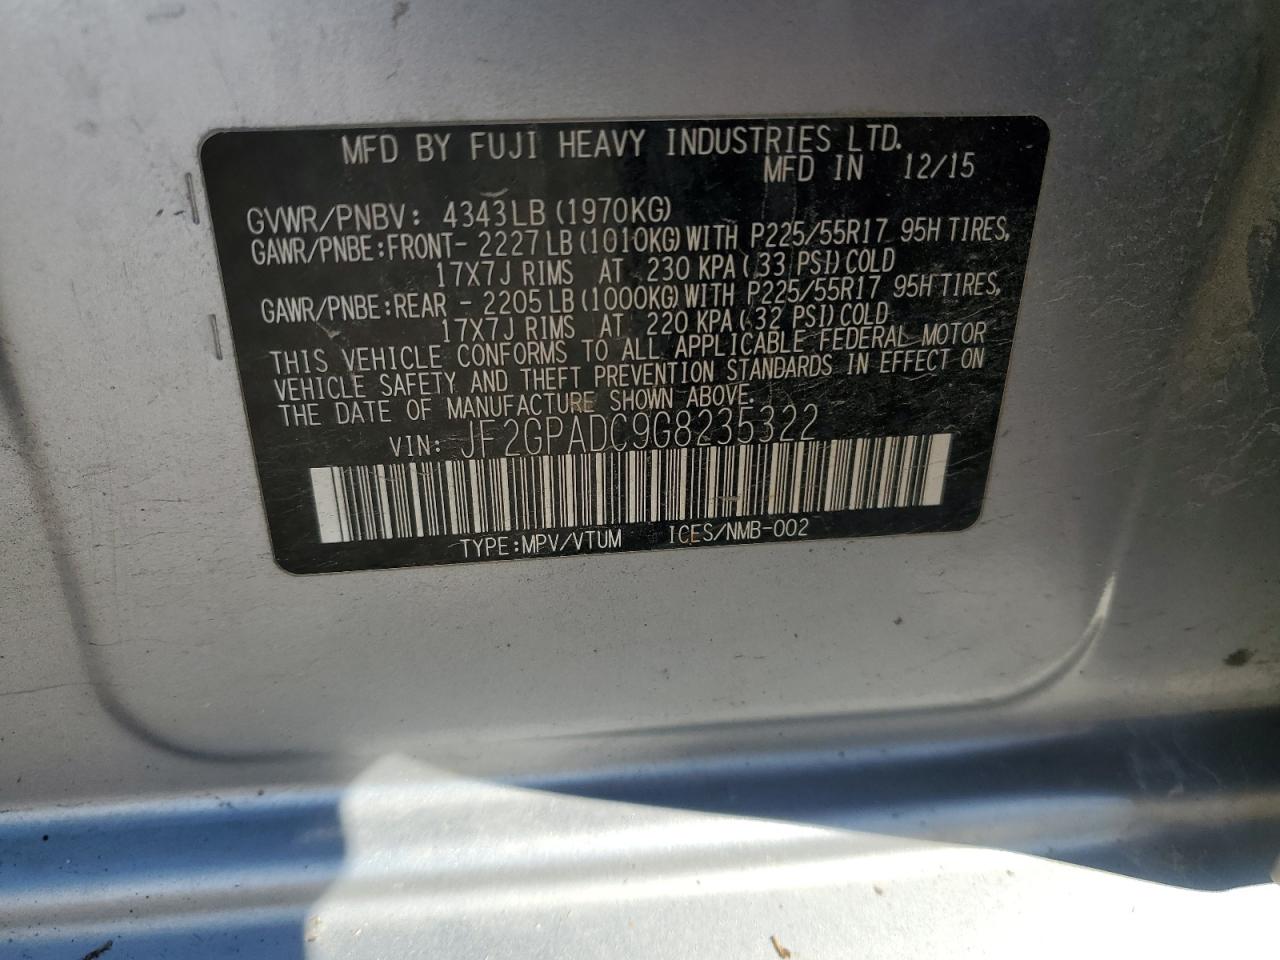 MFD BY FUJI HEAVY INDUSTRIES LTD.
MFD IN 12/15
GVWR/PNBV: 4343LB(1970KG)
GAWR/PNBE:FRONT- 2227LB(1010KG)WITH P225/55R17 95H TIRES,
17X7J RIMS AT 230 KPA(33 PSI)COLD
GAWR/PNBE:REAR - 2205LB(1000KG)WITH P225/55R17 95H TIRES,
17X7J RIMS AT 220 KPA(32 PSI)COLD
THIS VEHICLE CONFORMS TO ALL APPLICABLE FEDERAL MOTOR
VEHICLE SAFETY AND THEFT PREVENTION STANDARDS IN EFFECT ON
THE DATE OF MANUFACTURE SHOWN ABOVE.
VIN: JF2GPADC9G8235322
TYPE:MPV/VTUM ICES/NMB-002